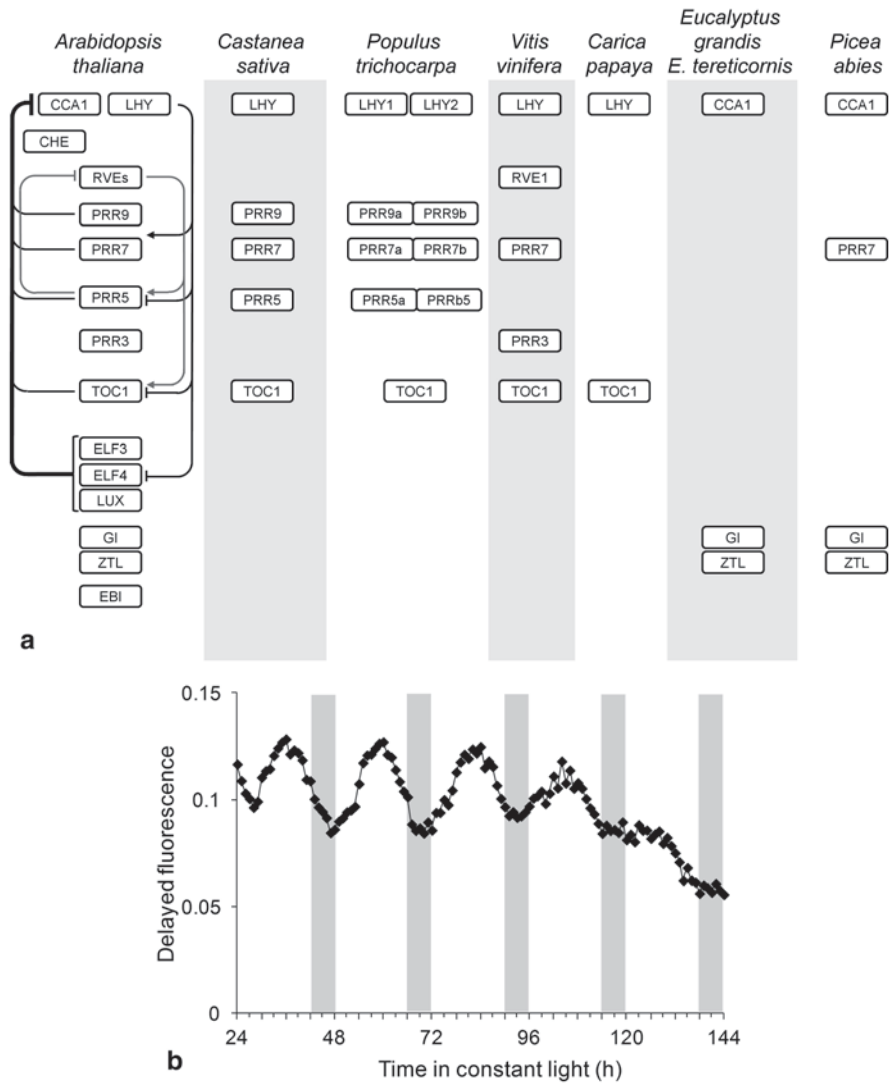 Arabidopsis thaliana
Castanea sativa
Populus trichocarpa
Vitis vinifera
Carica papaya
Eucalyptus grandis E. tereticornis
Picea abies
CCA1 LHY LHY LHY1 LHY2 LHY LHY CCA1 CCA1
CHE
RVEs RVE1
PRR9 PRR9 PRR9a PRR9b
PRR7 PRR7 PRR7a PRR7b PRR7 PRR7
PRR5 PRR5 PRR5a PRRb5
PRR3 PRR3
TOC1 TOC1 TOC1 TOC1 TOC1
ELF3
ELF4
LUX
GI GI GI
ZTL ZTL ZTL
EBI
a
0.15
0.1
0.05
0
Delayed fluorescence
24 48 72 96 120 144
Time in constant light (h)
b